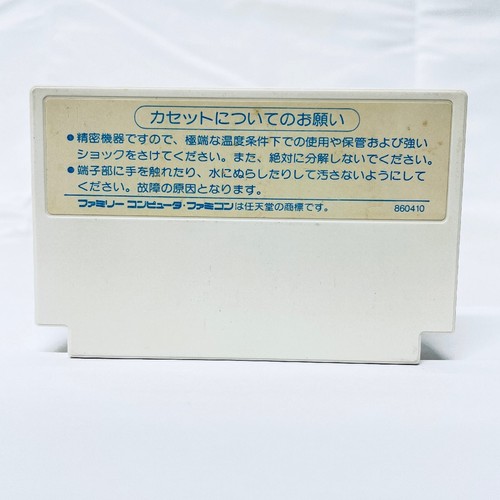 カセットについてのお願い
●精密機器ですので、極端な温度条件下での使用や保管および強い
ショックをさけてください。また、絶対に分解しないでください。
●端子部に手を触れたり、水にぬらしたりして汚さないようにして
ください。故障の原因となります。
ファミリー コンピュータ・ファミコンは任天堂の商標です。 860410